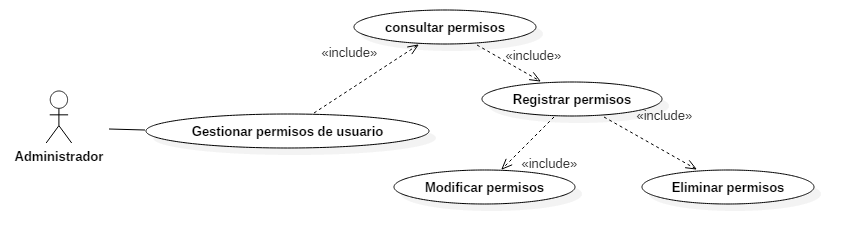 consultar permisos
«include»
«include»
Registrar permisos
«include»
Gestionar permisos de usuario
Administrador
«include»
Modificar permisos
Eliminar permisos